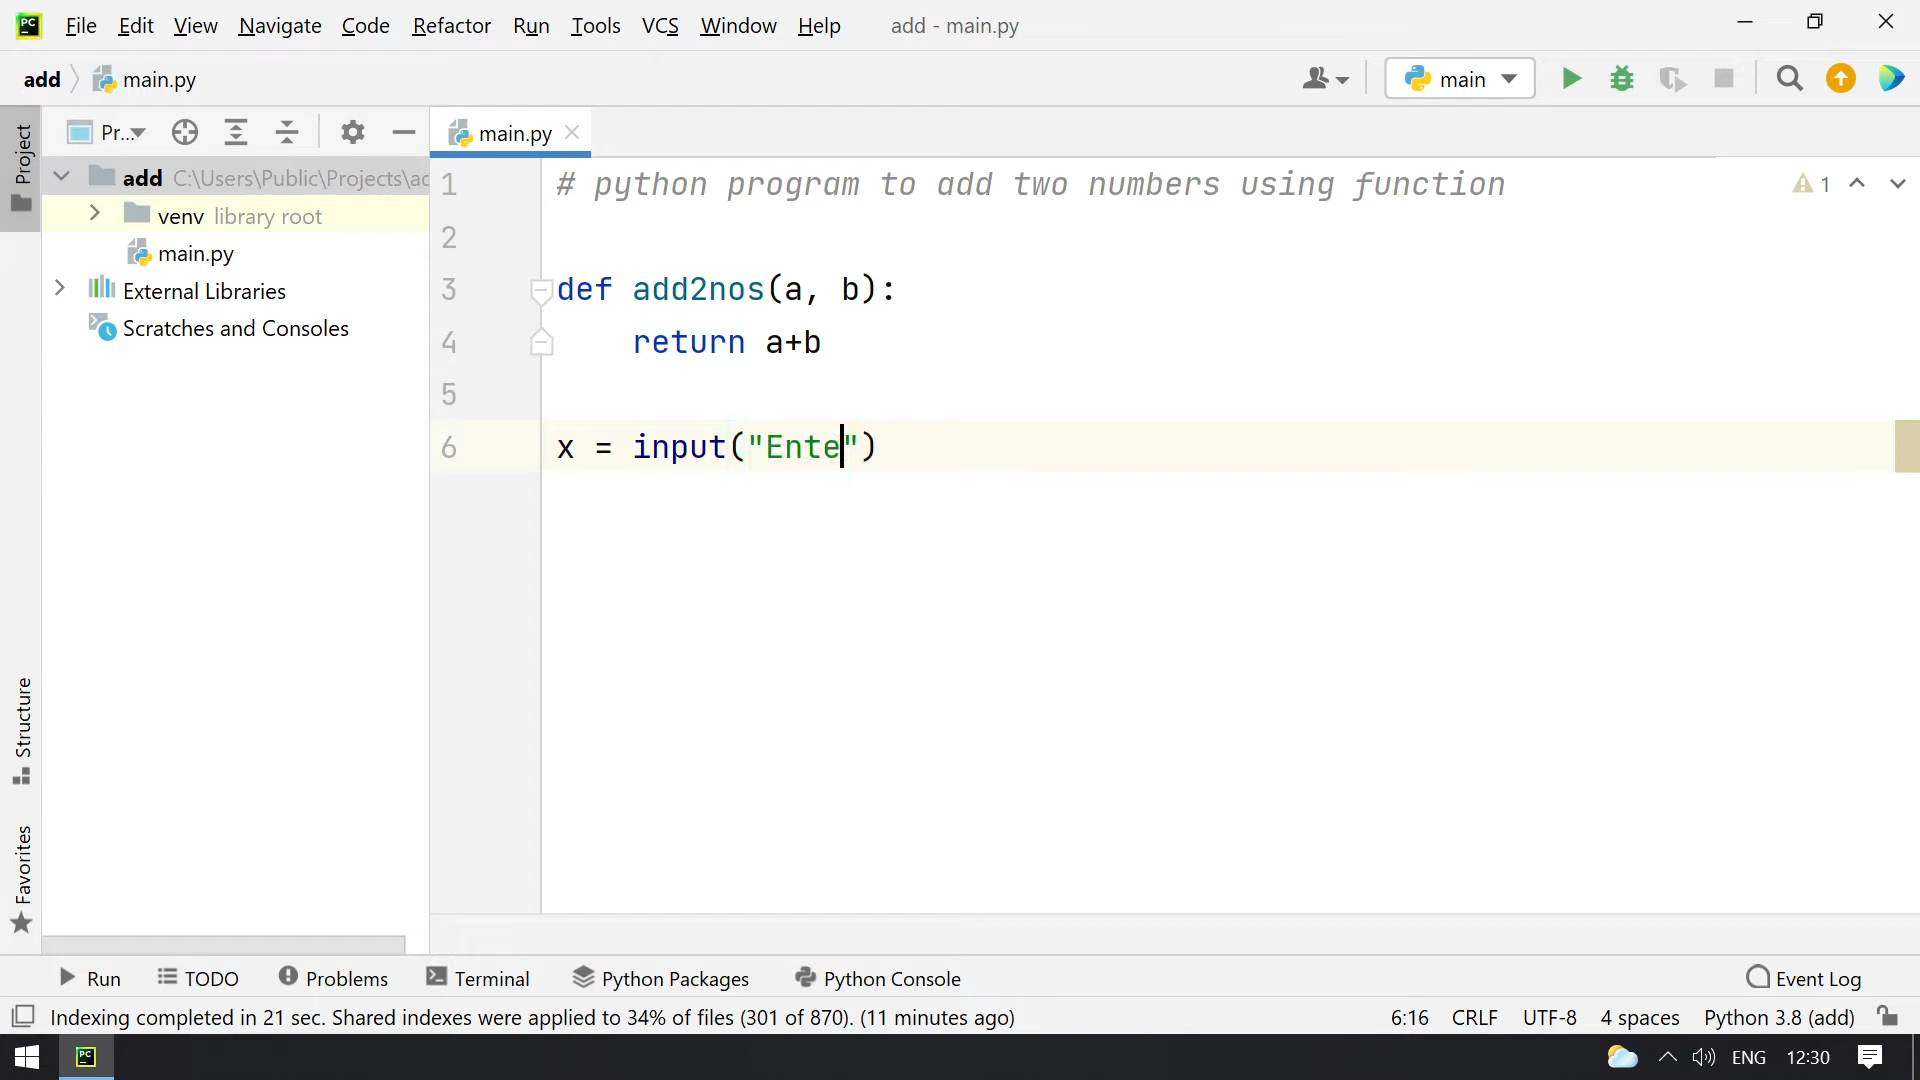 PC File Edit View Navigate Code Refactor Run Tools VCS Window Help add - main.py
add main.py main
Project Pr... main.py
add C:\Users\Public\Projects\ad
venv library root
main.py
External Libraries
Scratches and Consoles
1 # python program to add two numbers using function
1
2
3 def add2nos(a, b):
4 return a+b
5
6 x = input("Ente")
Structure
Favorites
Run TODO Problems Terminal Python Packages Python Console Event Log
Indexing completed in 21 sec. Shared indexes were applied to 34% of files (301 of 870). (11 minutes ago) 6:16 CRLF UTF-8 4 spaces Python 3.8 (add)
PC ENG 12:30